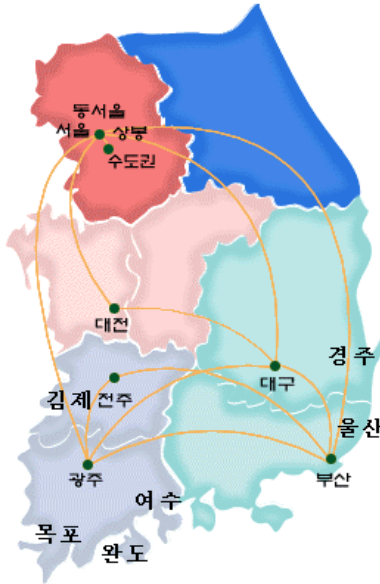 동서울
서울 상봉
수도권
대전
경주
대구
김제 전주
울산
광주
부산
여수
목포
완도